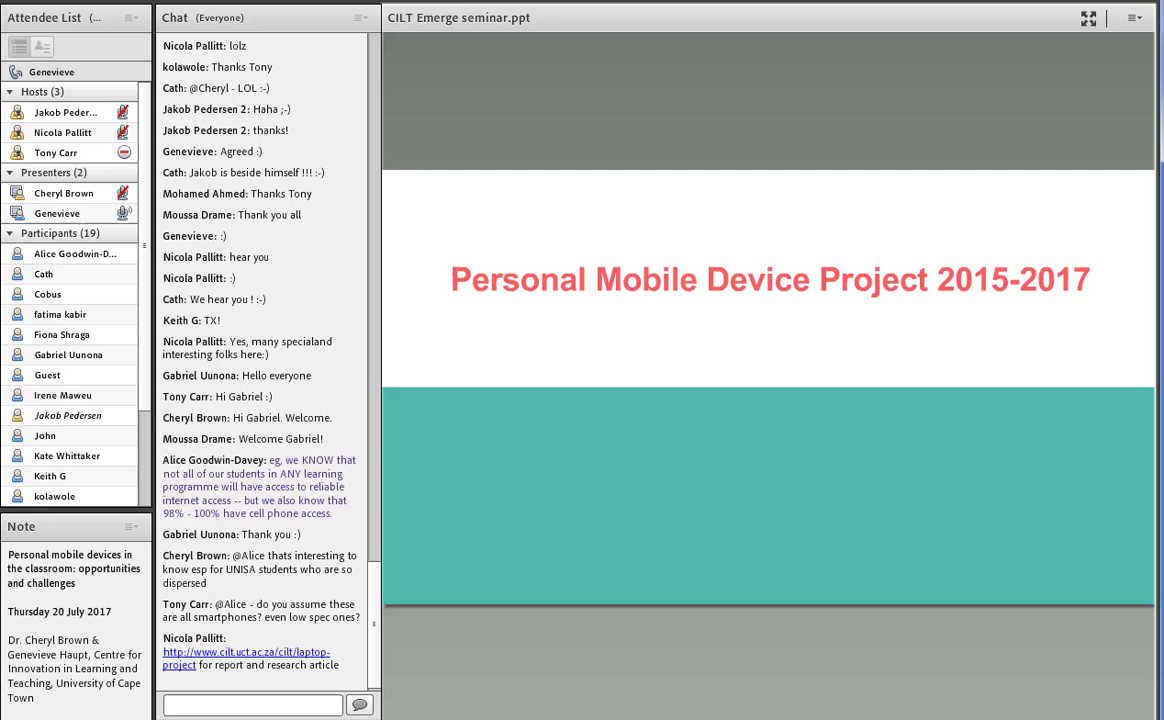 Attendee List (...
Genevieve
Hosts (3)
Jakob Peder...
Nicola Pallitt
Tony Carr
Presenters (2)
Cheryl Brown
Genevieve
Participants (19)
Alice Goodwin-D...
Cath
Cobus
fatima kabir
Fiona Shraga
Gabriel Uunona
Guest
Irene Maweu
Jakob Pedersen
John
Kate Whittaker
Keith G
kolawole
Note
Personal mobile devices in
the classroom: opportunities
and challenges
Thursday 20 July 2017
Dr. Cheryl Brown &
Genevieve Haupt, Centre for
Innovation in Learning and
Teaching, University of Cape
Town
Chat (Everyone)
Nicola Pallitt: lolz
kolawole: Thanks Tony
Cath: @Cheryl - LOL :-)
Jakob Pedersen 2: Haha ;-)
Jakob Pedersen 2: thanks!
Genevieve: Agreed :)
Cath: Jakob is beside himself !!! :-)
Mohamed Ahmed: Thanks Tony
Moussa Drame: Thank you all
Genevieve: :)
Nicola Pallitt: hear you
Nicola Pallitt: :)
Cath: We hear you ! :-)
Keith G: TX!
Nicola Pallitt: Yes, many specialand
interesting folks here:)
Gabriel Uunona: Hello everyone
Tony Carr: Hi Gabriel :)
Cheryl Brown: Hi Gabriel. Welcome.
Moussa Drame: Welcome Gabriel!
Alice Goodwin-Davey: eg, we KNOW that
not all of our students in ANY learning
programme will have access to reliable
internet access -- but we also know that
98% - 100% have cell phone access.
Gabriel Uunona: Thank you :)
Cheryl Brown: @Alice thats interesting to
know esp for UNISA students who are so
dispersed
Tony Carr: @Alice - do you assume these
are all smartphones? even low spec ones?
Nicola Pallitt:
http://www.cilt.uct.ac.za/cilt/laptop-
project for report and research article
CILT Emerge seminar.ppt
Personal Mobile Device Project 2015-2017